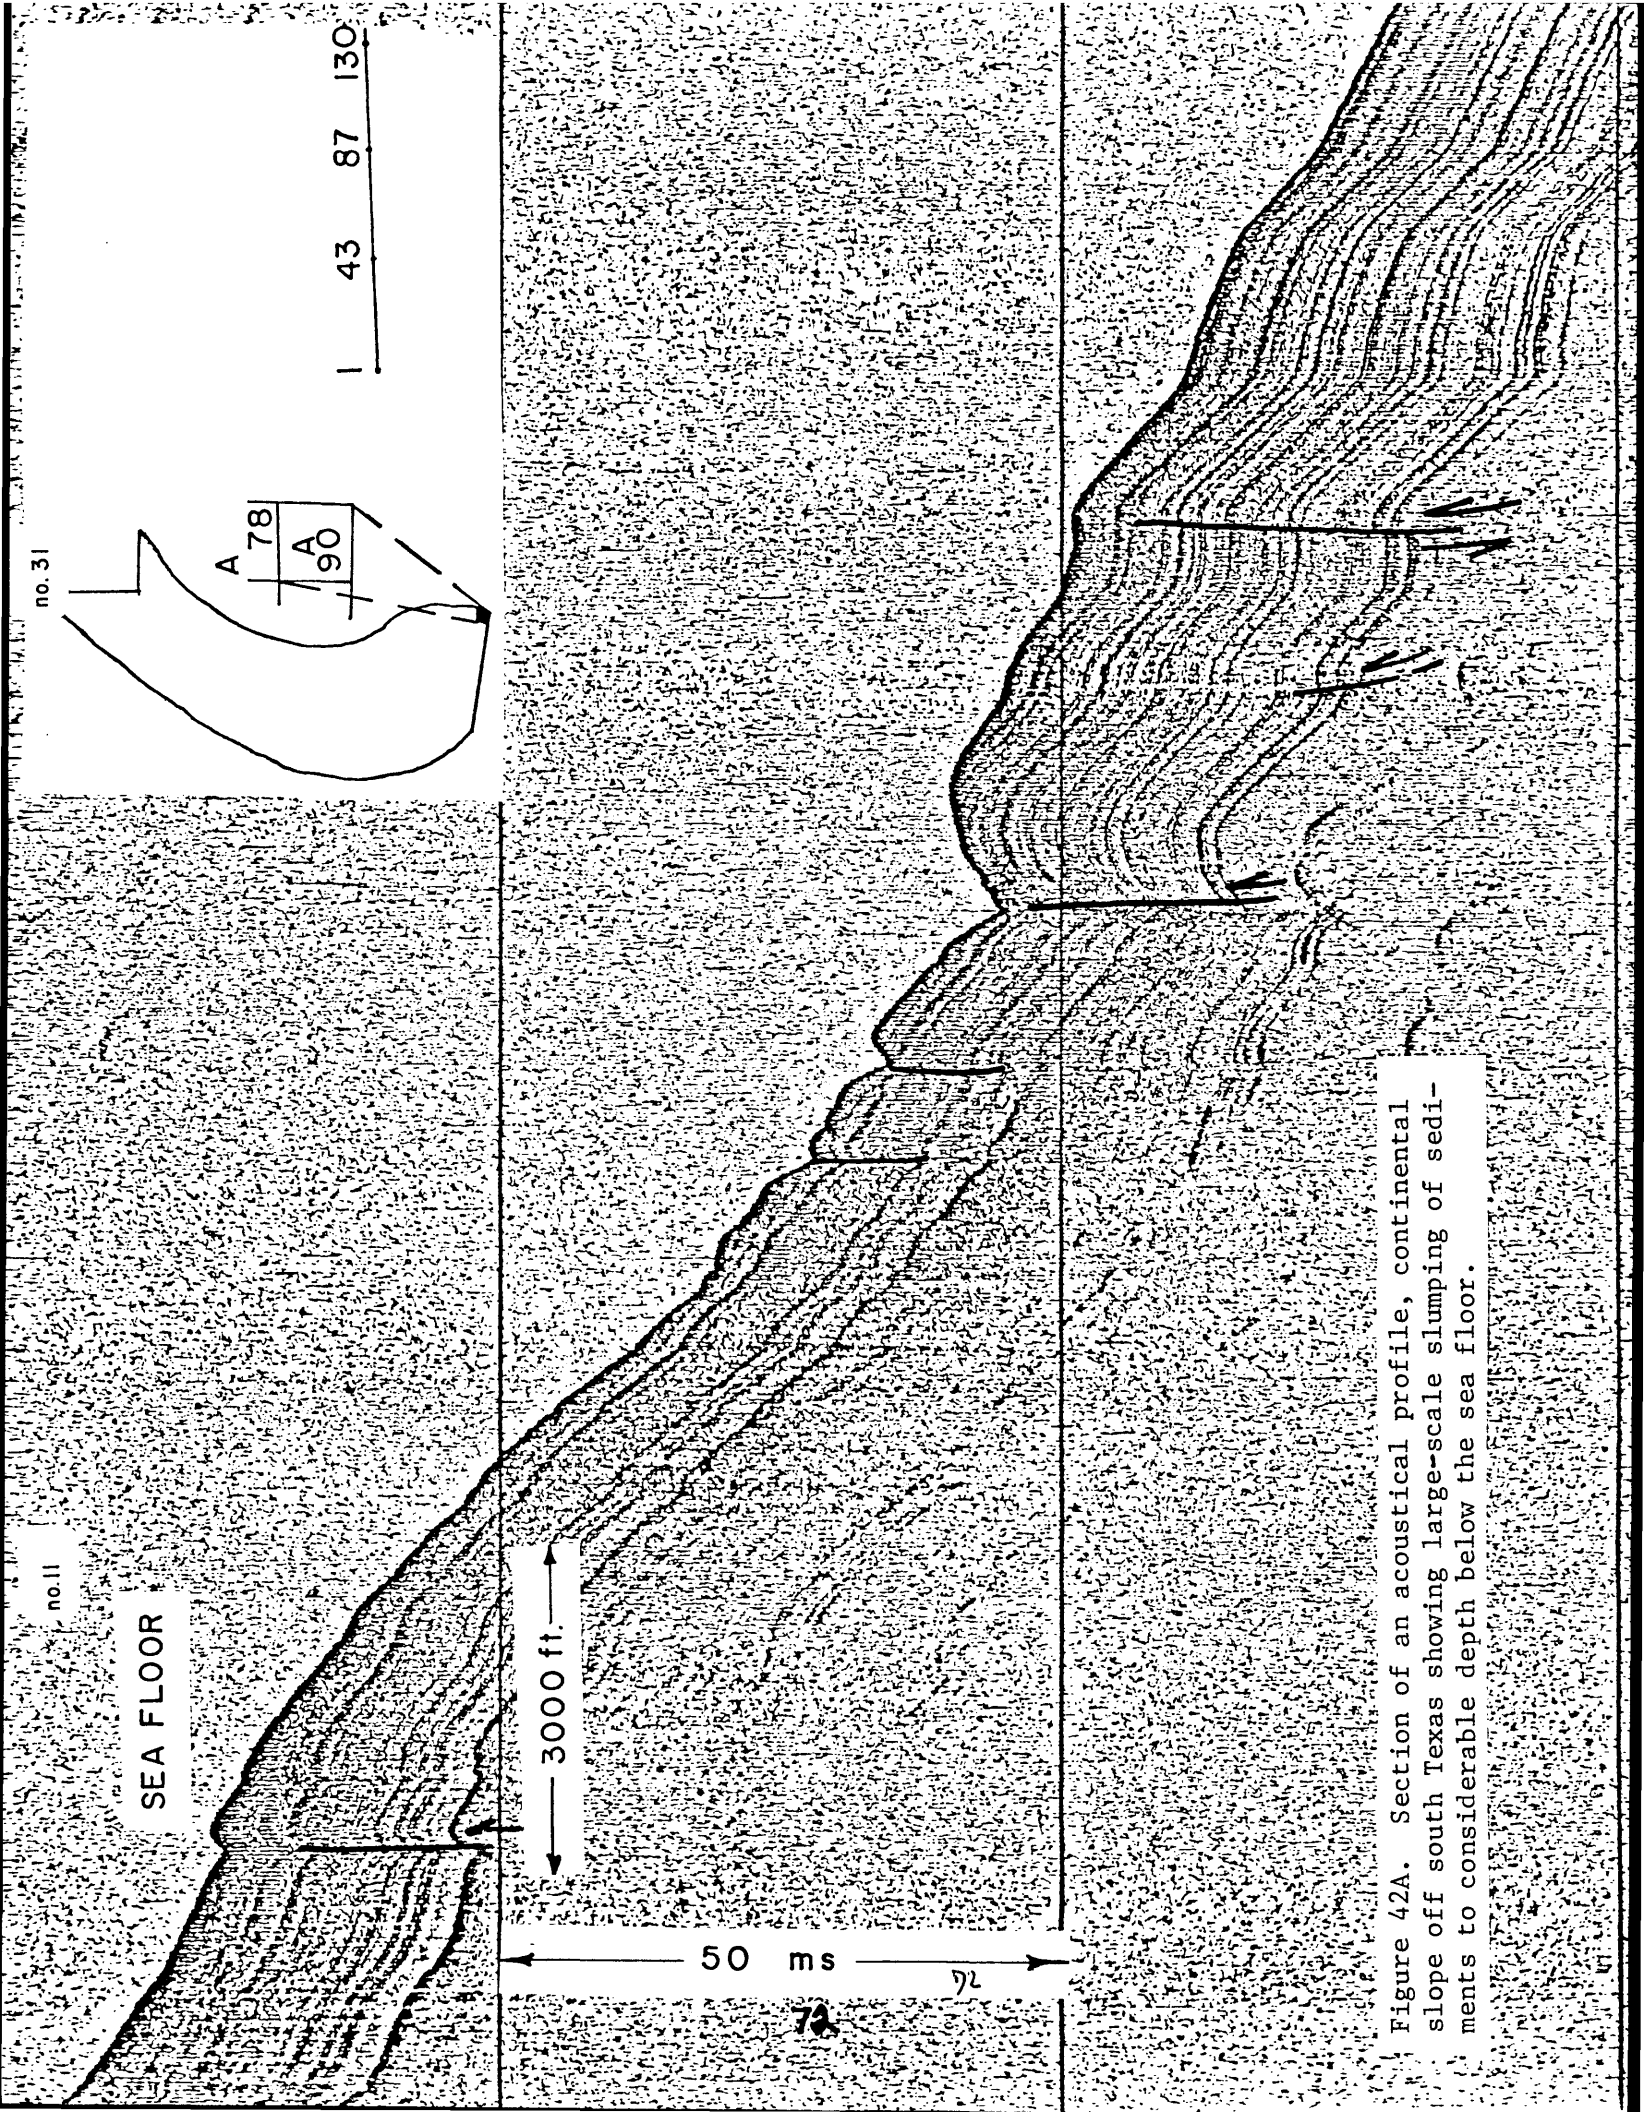 no. 11
SEA FLOOR
no. 31
A
78
A
90
1 43 87 130
3000 ft.
50 ms
72
72
Figure 42A. Section of an acoustical profile, continental
slope off south Texas showing large-scale slumping of sedi-
ments to considerable depth below the sea floor.